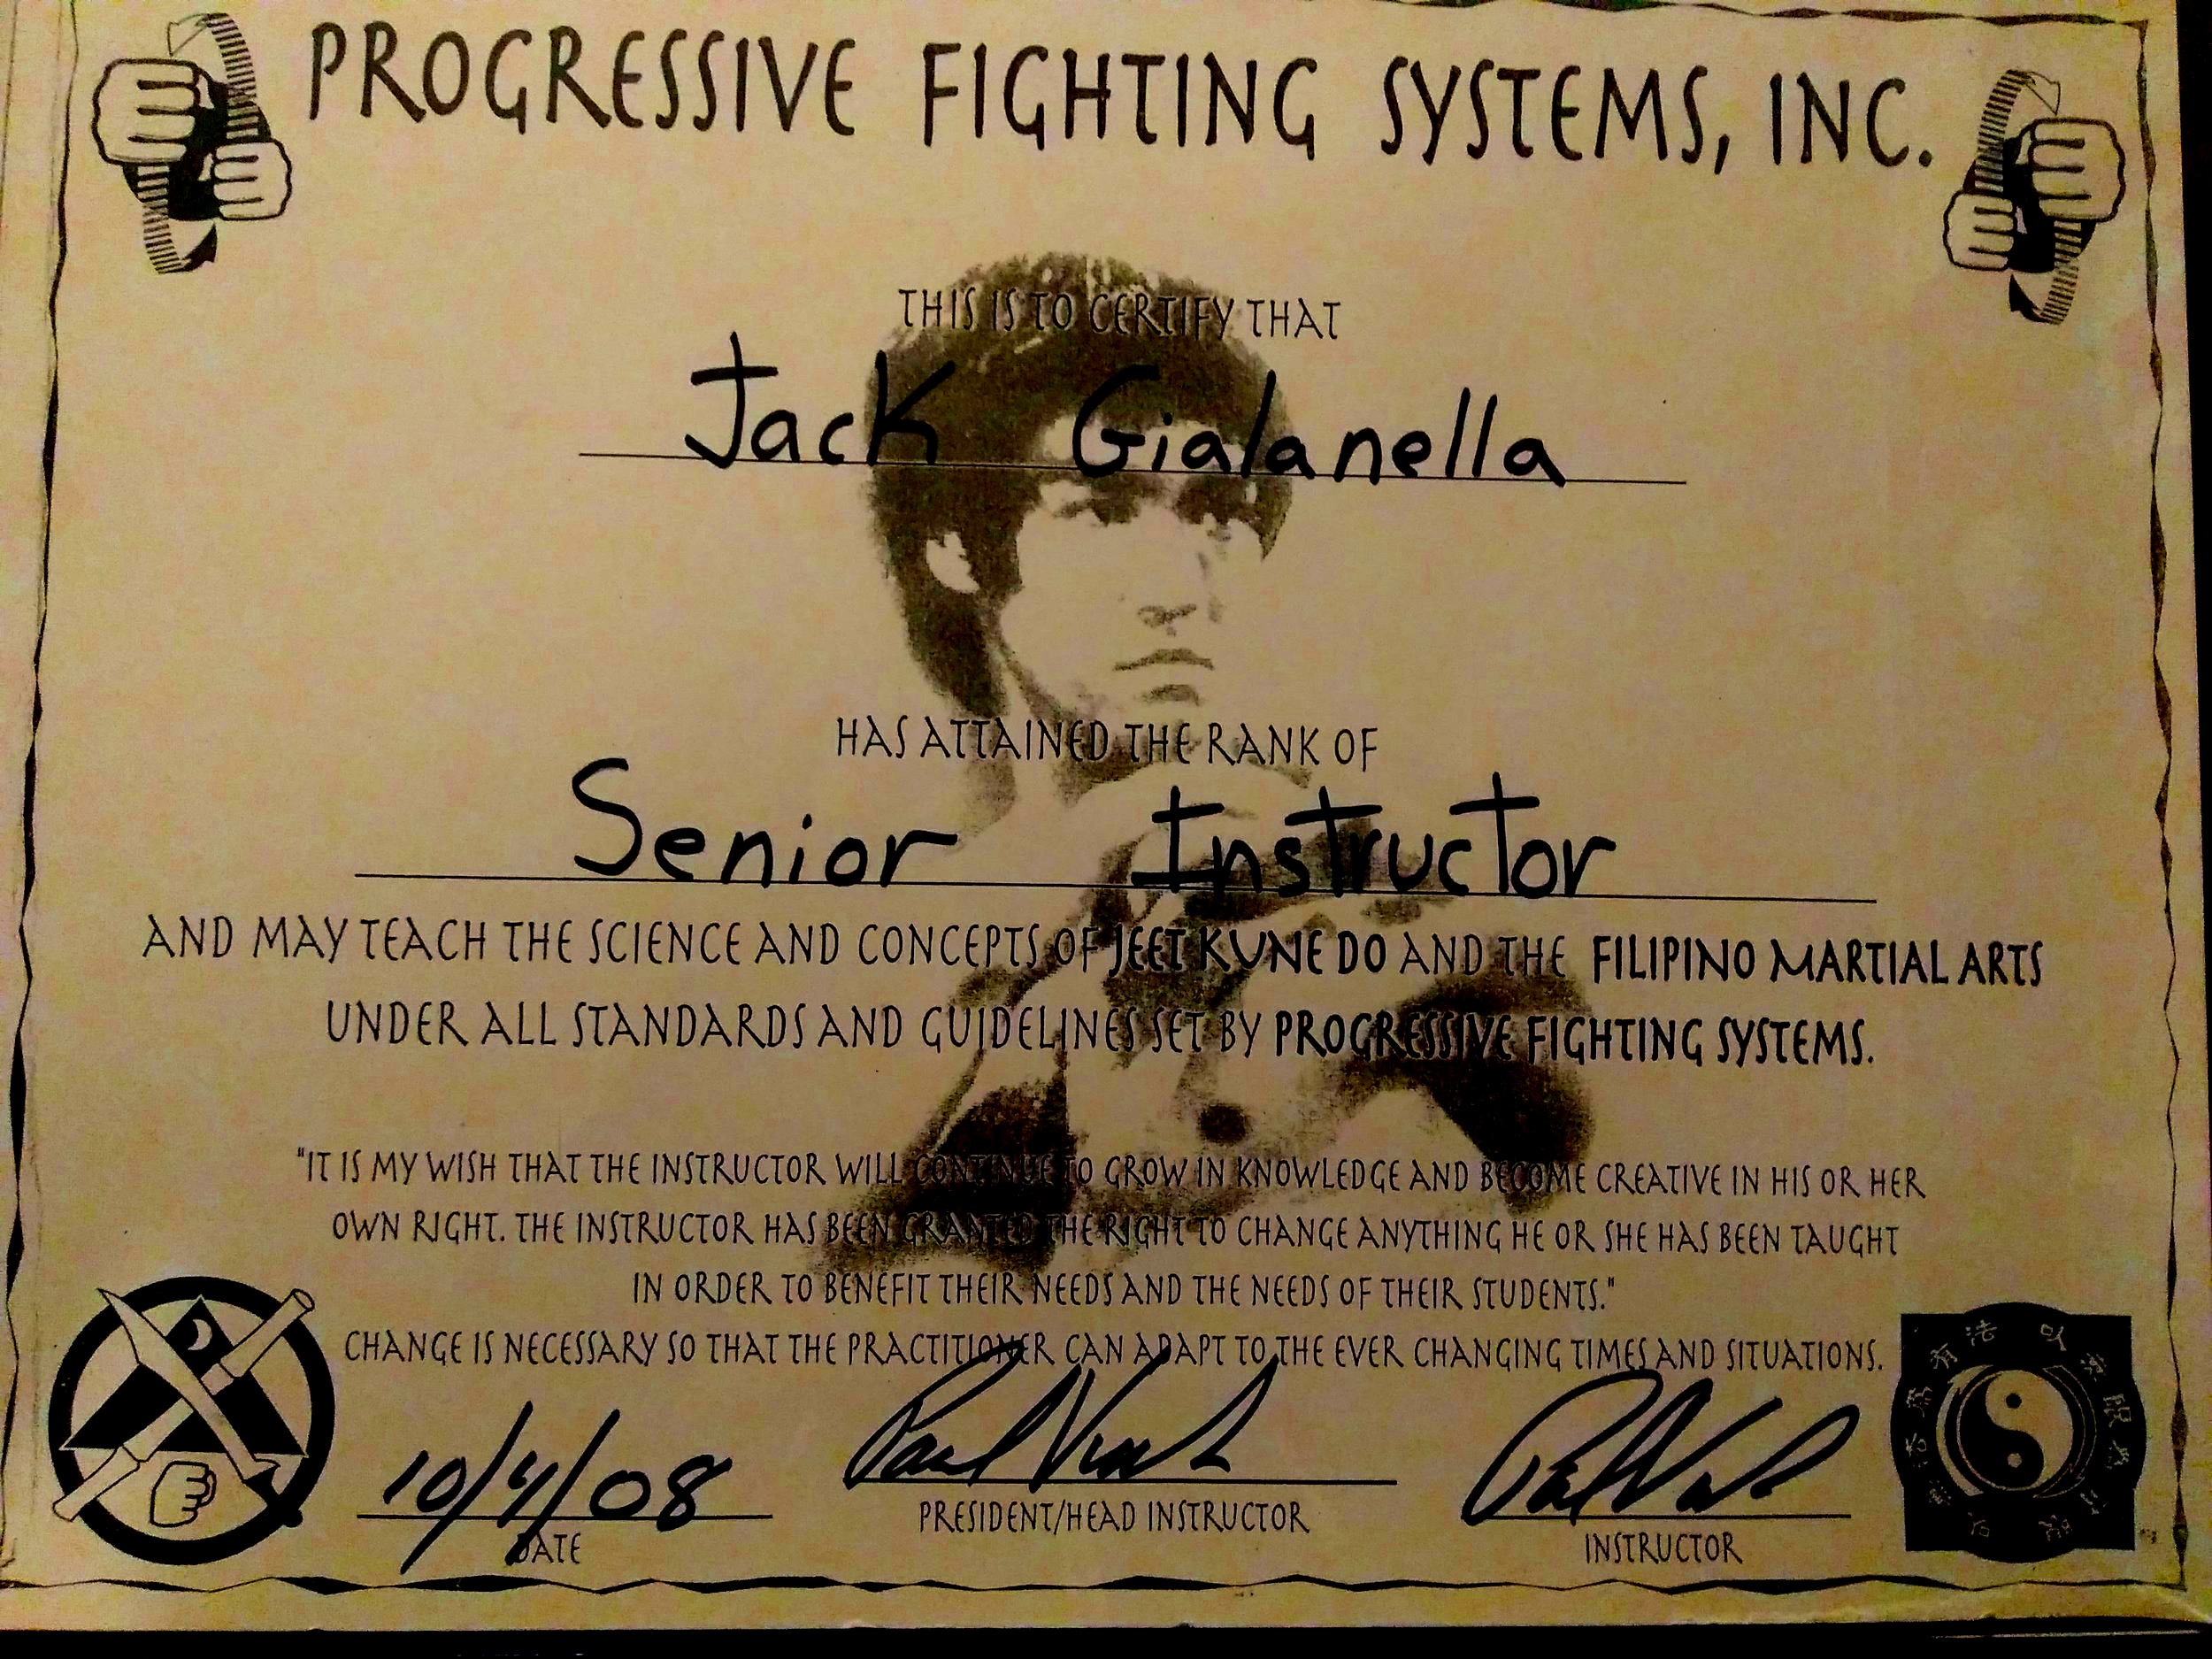 PROGRESSIVE FIGHTING SYSTEMS, INC.
THIS IS TO CERTIFY THAT
Jack Gialanella
HAS ATTAINED THE RANK OF
Senior Instructor
AND MAY TEACH THE SCIENCE AND CONCEPTS OF JEET KUNE DO AND THE FILIPINO MARTIAL ARTS
UNDER ALL STANDARDS AND GUIDELINES SET BY PROGRESSIVE FIGHTING SYSTEMS.
"IT IS MY WISH THAT THE INSTRUCTOR WILL CONTINUE TO GROW IN KNOWLEDGE AND BECOME CREATIVE IN HIS OR HER
OWN RIGHT. THE INSTRUCTOR HAS BEEN GRANTED THE RIGHT TO CHANGE ANYTHING HE OR SHE HAS BEEN TAUGHT
IN ORDER TO BENEFIT THEIR NEEDS AND THE NEEDS OF THEIR STUDENTS."
CHANGE IS NECESSARY SO THAT THE PRACTITIONER CAN ADAPT TO THE EVER CHANGING TIMES AND SITUATIONS.
10/4/08
DATE
PRESIDENT/HEAD INSTRUCTOR
INSTRUCTOR